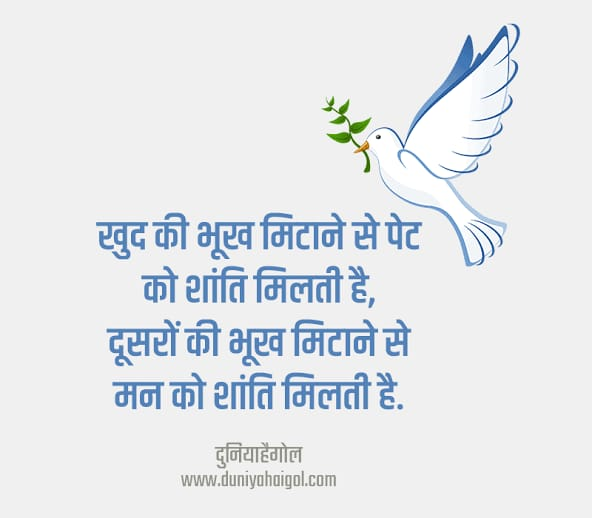 खुद की भूख मिटाने से पेट
को शांति मिलती है,
दूसरों की भूख मिटाने से
मन को शांति मिलती है.
दुनियाहैगोल
www.duniyahaigol.com